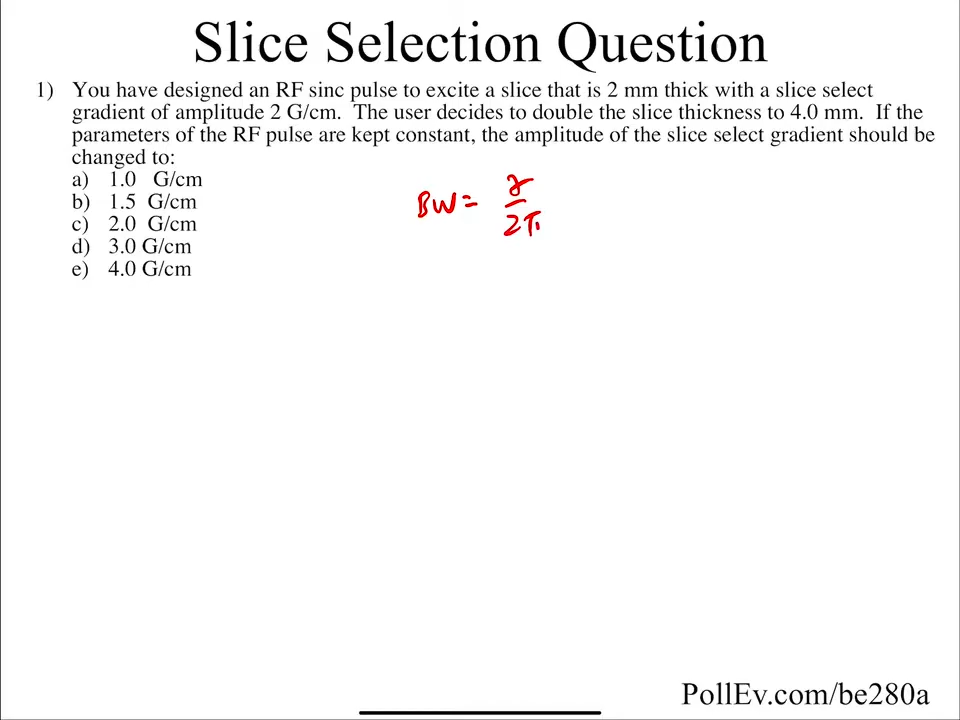 Slice Selection Question
1) You have designed an RF sinc pulse to excite a slice that is 2 mm thick with a slice select
gradient of amplitude 2 G/cm. The user decides to double the slice thickness to 4.0 mm. If the
parameters of the RF pulse are kept constant, the amplitude of the slice select gradient should be
changed to:
a) 1.0 G/cm
b) 1.5 G/cm
c) 2.0 G/cm
d) 3.0 G/cm
e) 4.0 G/cm
BW = γ/2π
PollEv.com/be280a